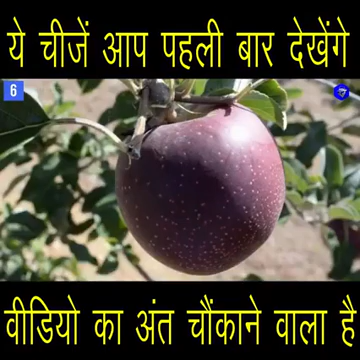 ये चीजें आप पहली बार देखेंगे
6
वीडियो का अंत चौंकाने वाला है